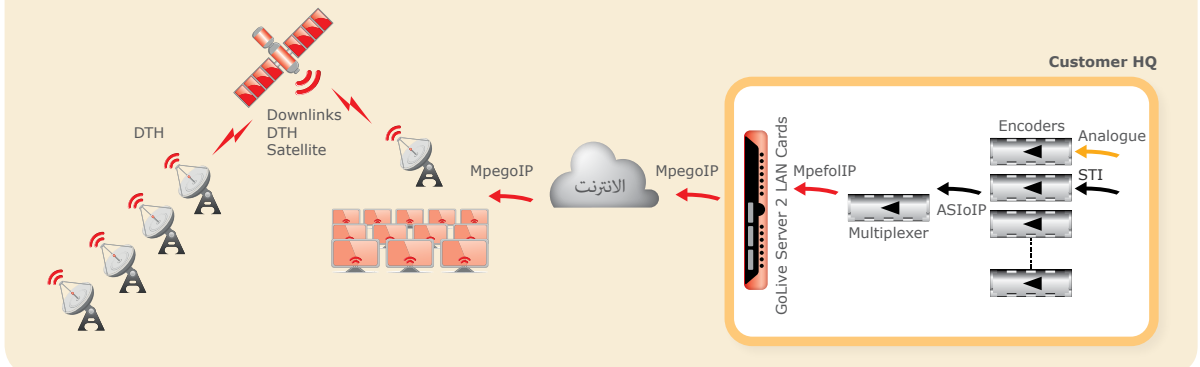 Customer HQ
DTH
Downlinks
DTH
Satellite
MpegoIP
الانترنت
MpegoIP
GoLive Server 2 LAN Cards
MpefoIIP
Multiplexer
ASIoIP
Encoders
Analogue
STI